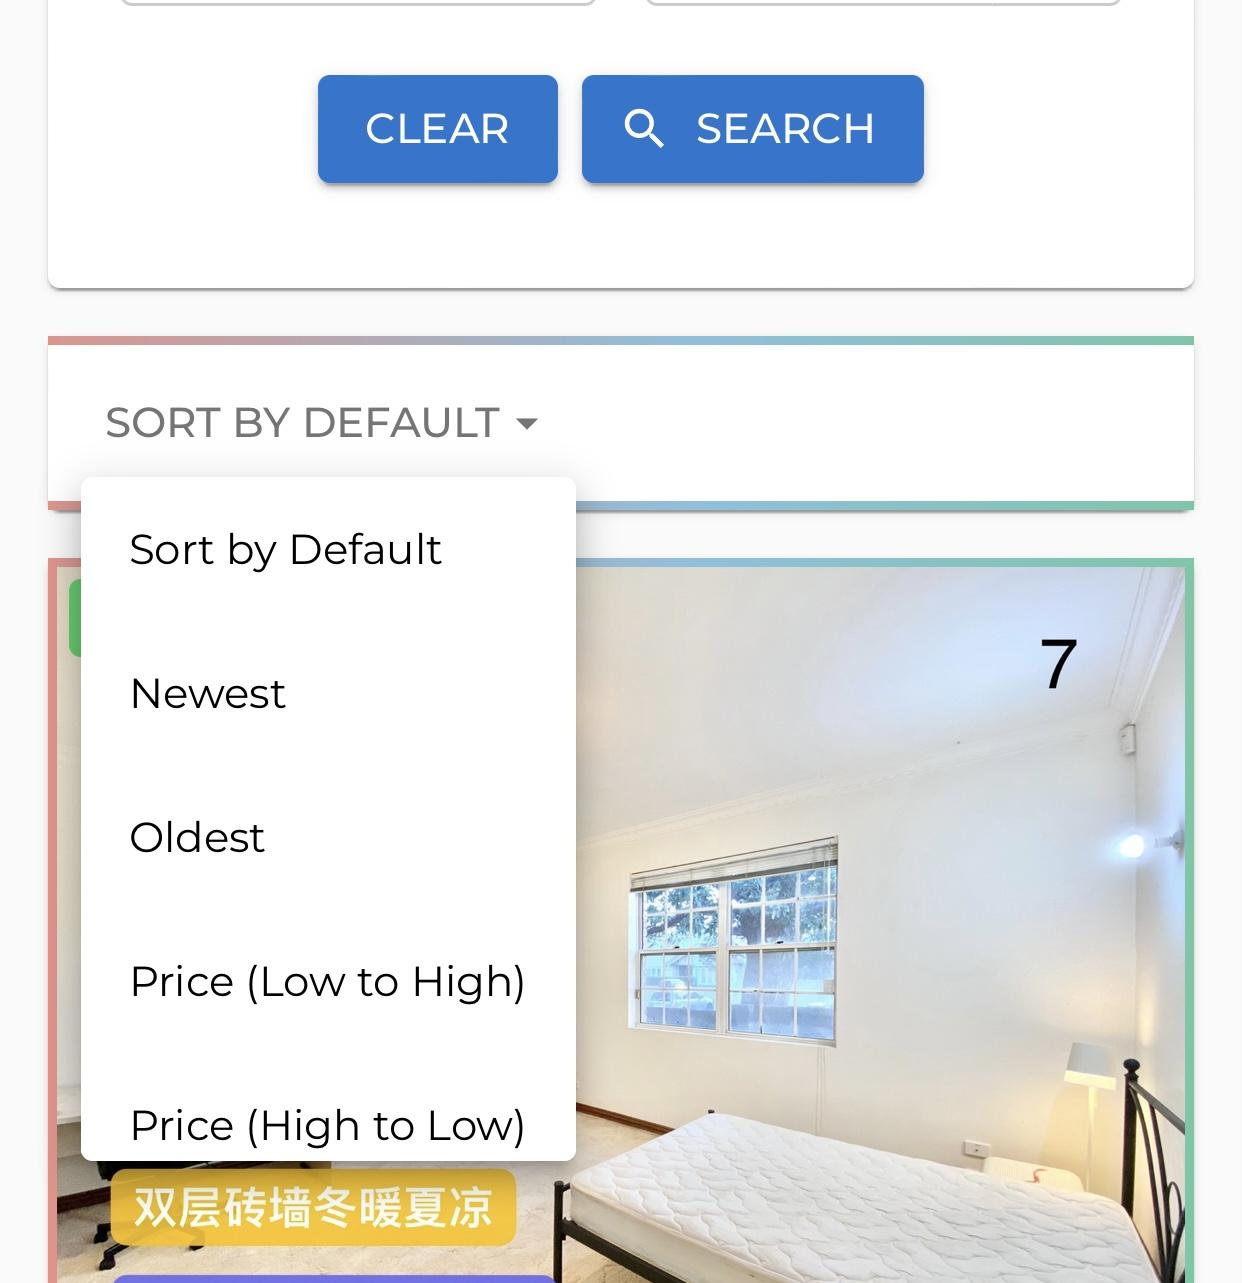 CLEAR
SEARCH
SORT BY DEFAULT
Sort by Default
Newest
Oldest
Price (Low to High)
Price (High to Low)
7
双层砖墙冬暖夏凉